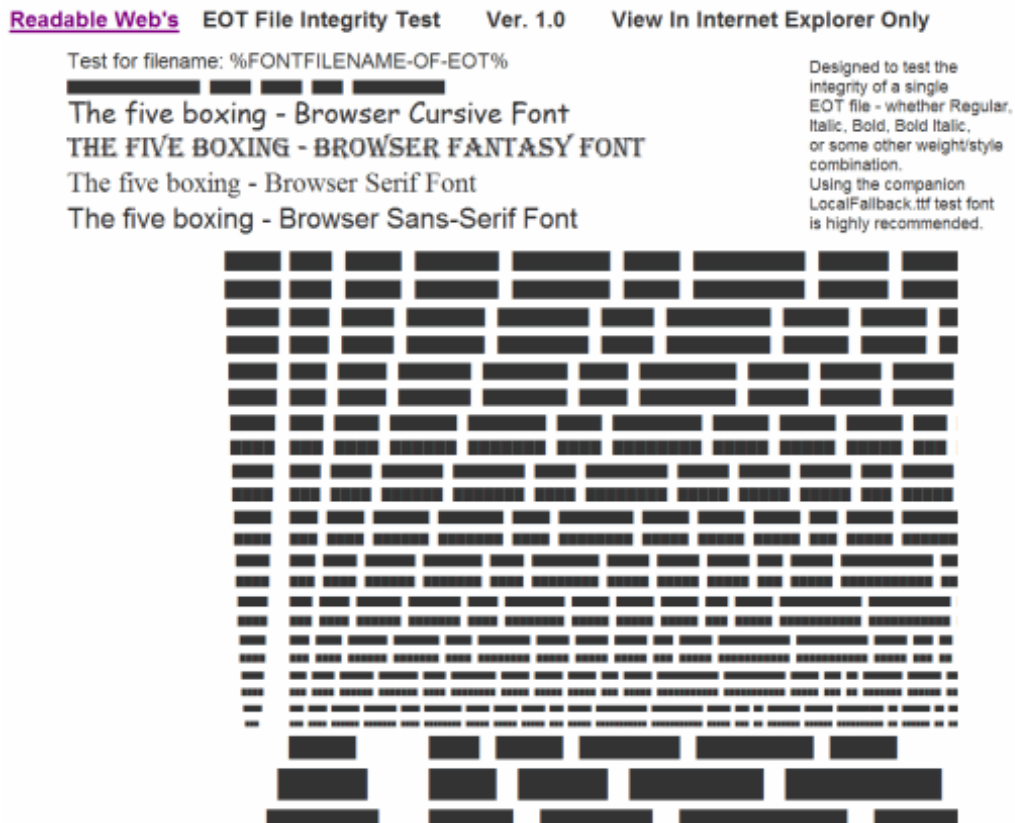 Readable Web's EOT File Integrity Test Ver. 1.0 View In Internet Explorer Only
Test for filename: %FONTFILENAME-OF-EOT%
The five boxing - Browser Cursive Font
THE FIVE BOXING - BROWSER FANTASY FONT
The five boxing - Browser Serif Font
The five boxing - Browser Sans-Serif Font
Designed to test the
integrity of a single
EOT file - whether Regular,
Italic, Bold, Bold Italic,
or some other weight/style
combination.
Using the companion
LocalFallback.ttf test font
is highly recommended.